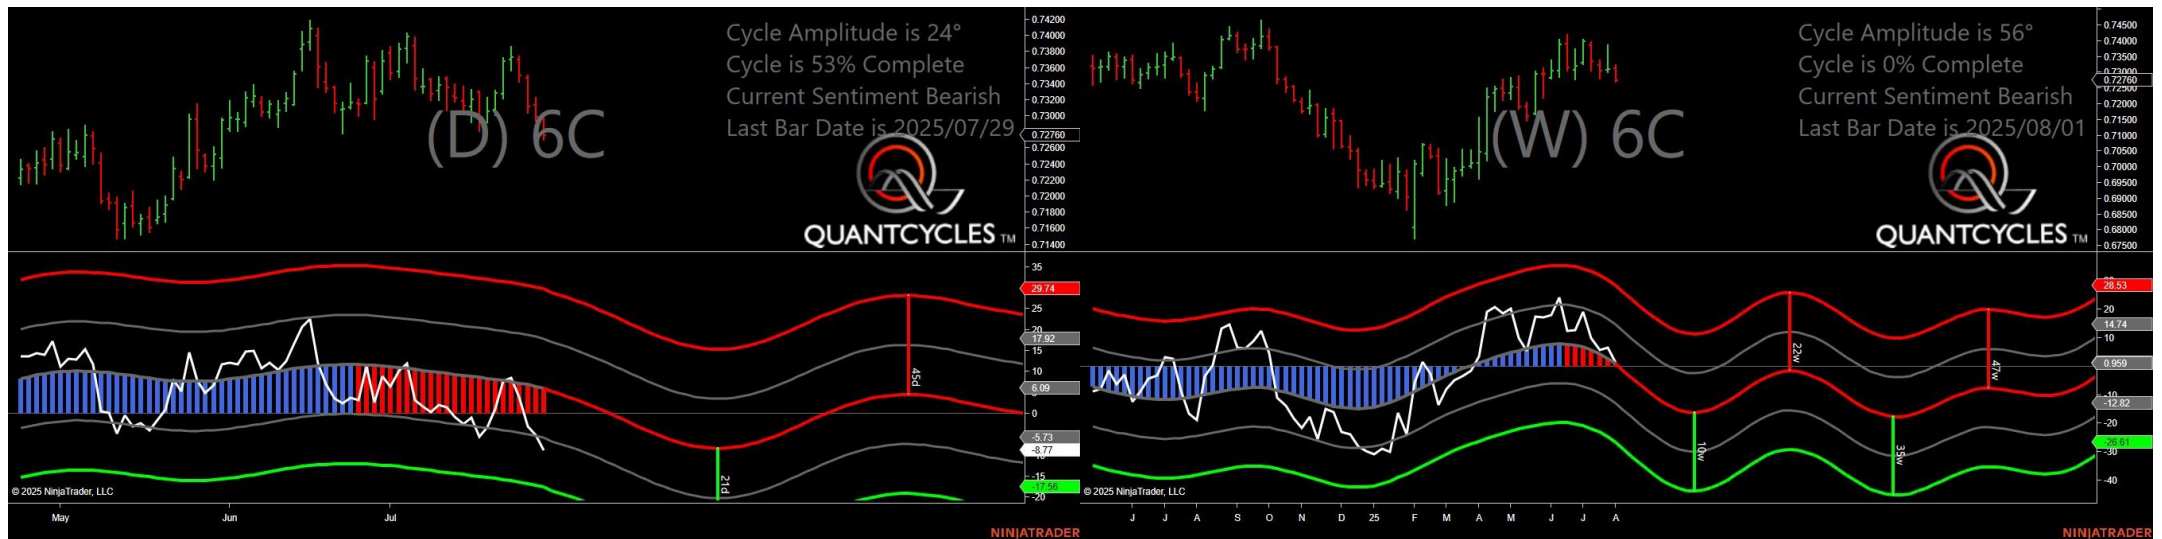 Cycle Amplitude is 24°
Cycle is 53% Complete
Current Sentiment Bearish
Last Bar Date is 2025/07/29
(D) 6C
QUANTCYCLES TM
0.74200
0.74000
0.73800
0.73600
0.73400
0.73200
0.73000
0.72760
0.72600
0.72400
0.72200
0.72000
0.71800
0.71600
0.71400
35
29.74
25
20
17.92
15
10
6.09
0
-5.73
-8.77
-15
-17.56
-20
45d
21d
© 2025 NinjaTrader, LLC
May Jun Jul
NINJATRADER
Cycle Amplitude is 56°
Cycle is 0% Complete
Current Sentiment Bearish
Last Bar Date is 2025/08/01
(W) 6C
QUANTCYCLES TM
0.74500
0.74000
0.73500
0.73000
0.72760
0.72500
0.72000
0.71500
0.71000
0.70500
0.70000
0.69500
0.69000
0.68500
0.68000
0.67500
28.53
20
14.74
10
0.959
-10
-12.82
-20
-26.61
-30
-40
22w
47w
10w
35w
© 2025 NinjaTrader, LLC
J J A S O N D 25 F M A M J J A
NINJATRADER